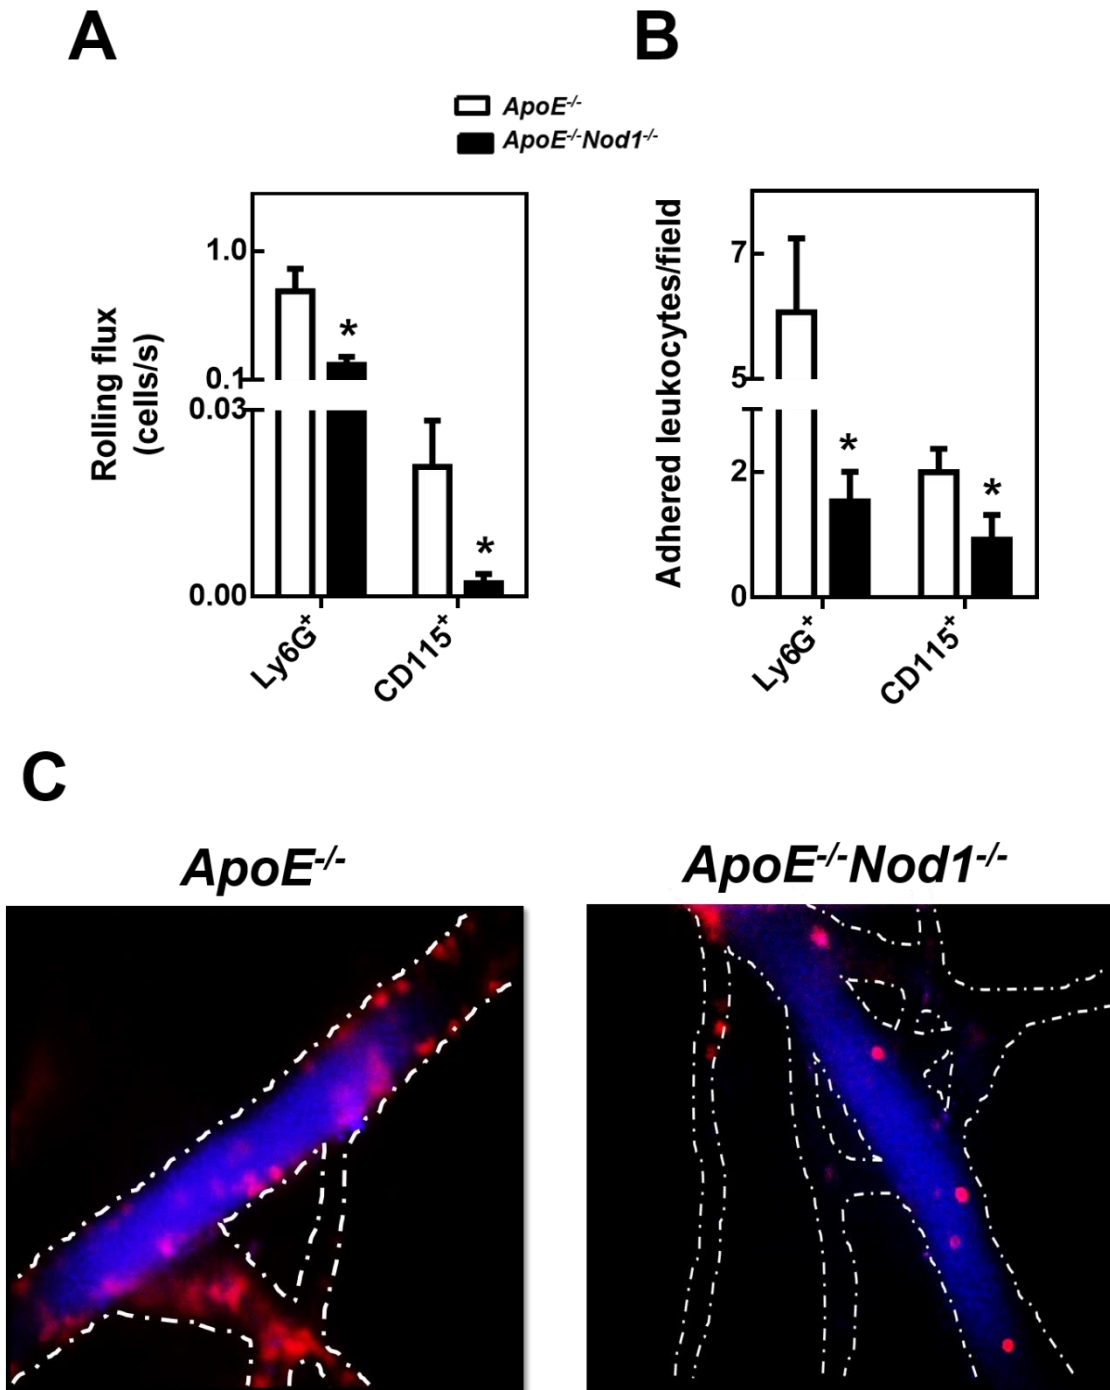 A
B
ApoE-/-
ApoE-/-Nod1-/-
Rolling flux
(cells/s)
1.0
0.1
0.03
0.00
*
*
Ly6G+
CD115+
Adhered leukocytes/field
7
5
2
0
*
*
Ly6G+
CD115+
C
ApoE-/-
ApoE-/-Nod1-/-